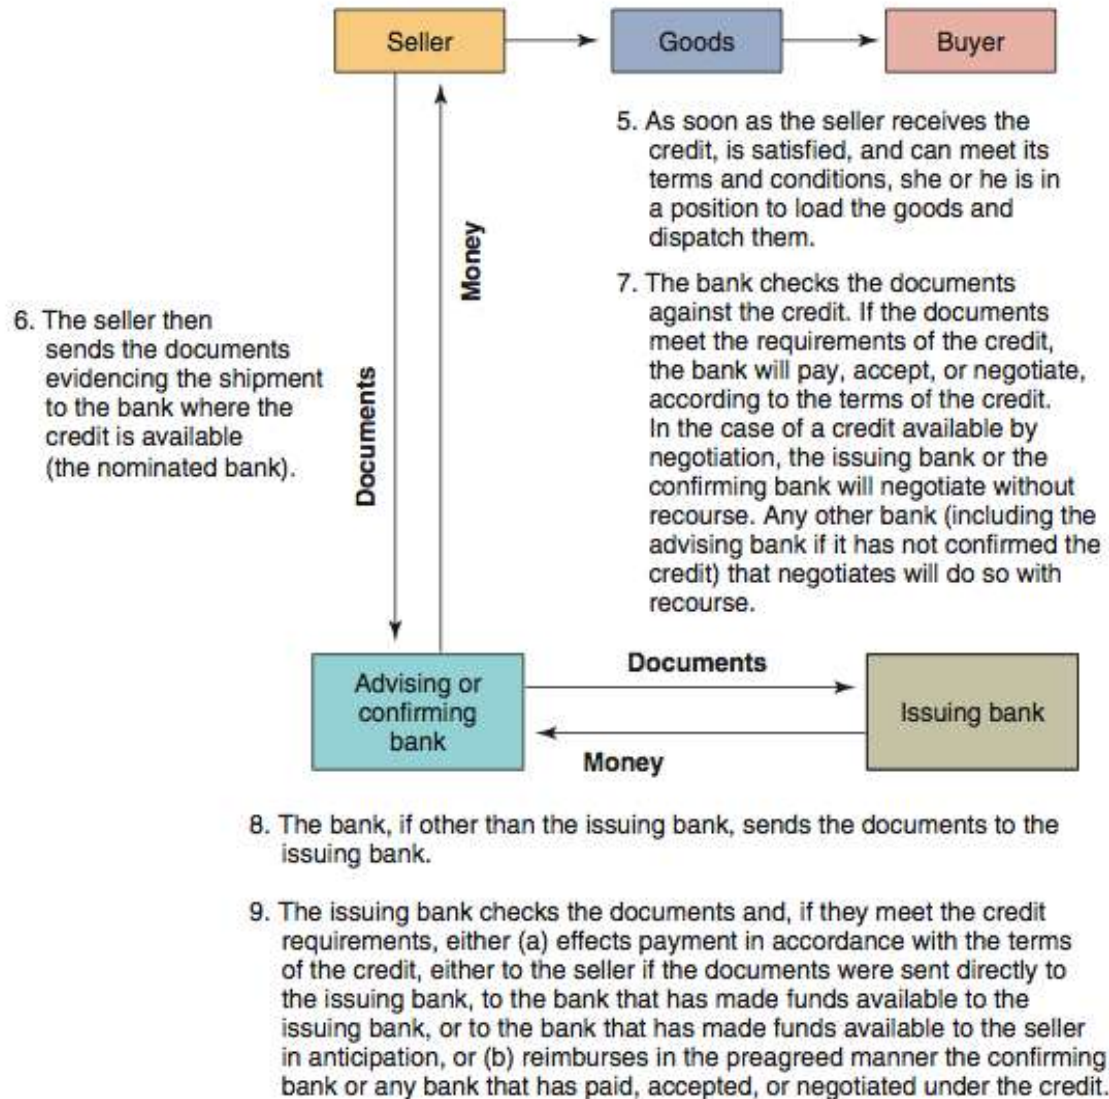 Seller
Goods
Buyer
5. As soon as the seller receives the
credit, is satisfied, and can meet its
terms and conditions, she or he is in
a position to load the goods and
dispatch them.
Money
7. The bank checks the documents
against the credit. If the documents
meet the requirements of the credit,
the bank will pay, accept, or negotiate,
according to the terms of the credit.
In the case of a credit available by
negotiation, the issuing bank or the
confirming bank will negotiate without
recourse. Any other bank (including the
advising bank if it has not confirmed the
credit) that negotiates will do so with
recourse.
6. The seller then
sends the documents
evidencing the shipment
to the bank where the
credit is available
(the nominated bank).
Documents
Advising or
confirming
bank
Documents
Money
Issuing bank
8. The bank, if other than the issuing bank, sends the documents to the
issuing bank.
9. The issuing bank checks the documents and, if they meet the credit
requirements, either (a) effects payment in accordance with the terms
of the credit, either to the seller if the documents were sent directly to
the issuing bank, to the bank that has made funds available to the
issuing bank, or to the bank that has made funds available to the seller
in anticipation, or (b) reimburses in the preagreed manner the confirming
bank or any bank that has paid, accepted, or negotiated under the credit.